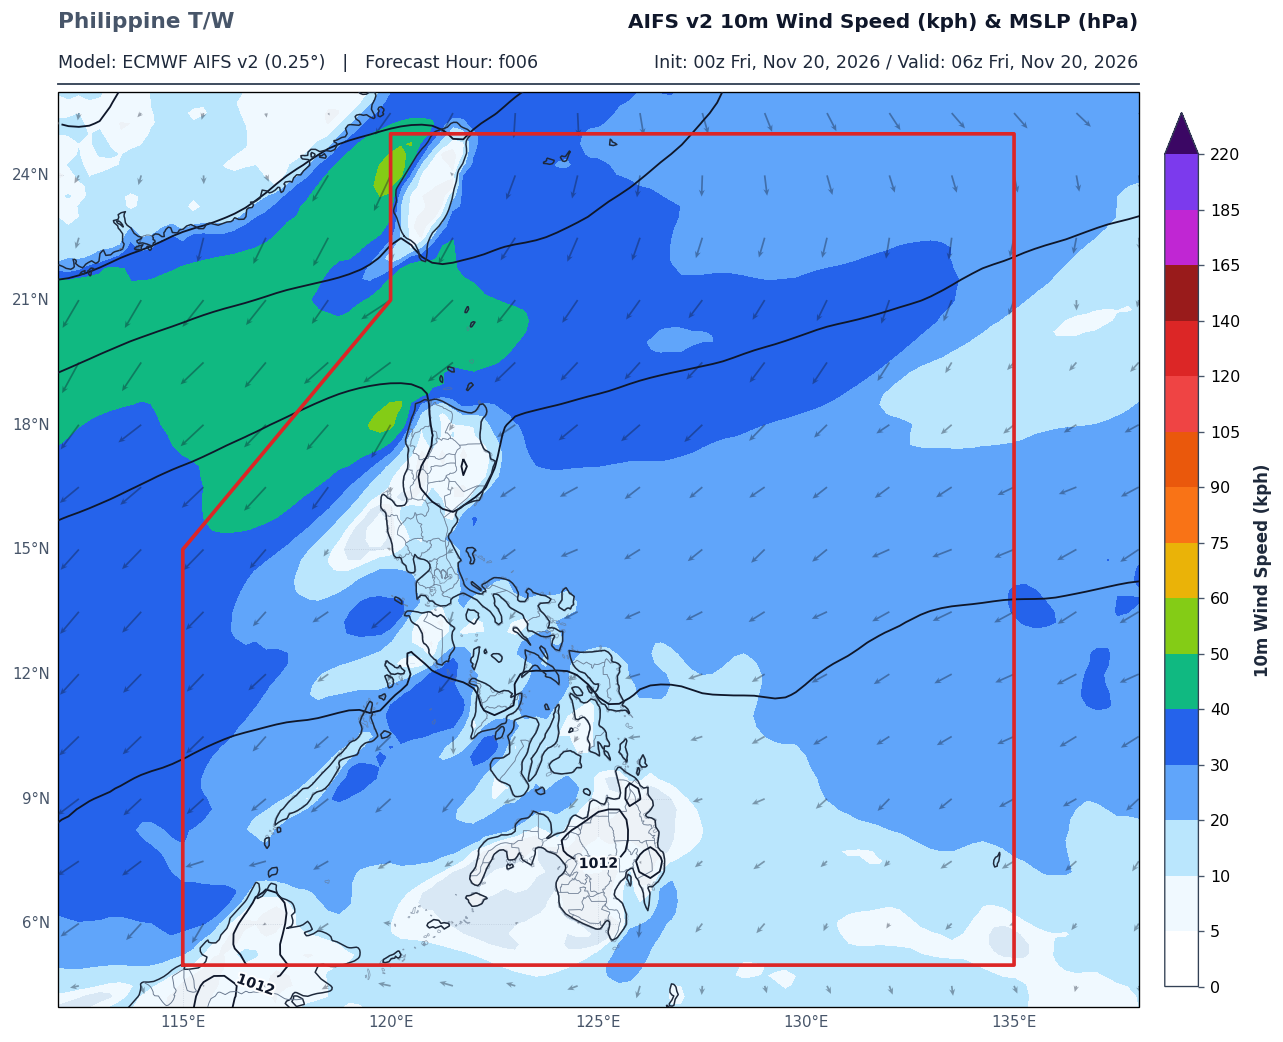 Philippine T/W
AIFS v2 10m Wind Speed (kph) & MSLP (hPa)
Model: ECMWF AIFS v2 (0.25°) | Forecast Hour: f006
Init: 00z Fri, Nov 20, 2026 / Valid: 06z Fri, Nov 20, 2026
24°N
21°N
18°N
15°N
12°N
9°N
6°N
115°E
120°E
125°E
130°E
135°E
1012
1012
220
185
165
140
120
105
90
75
60
50
40
30
20
10
5
0
10m Wind Speed (kph)